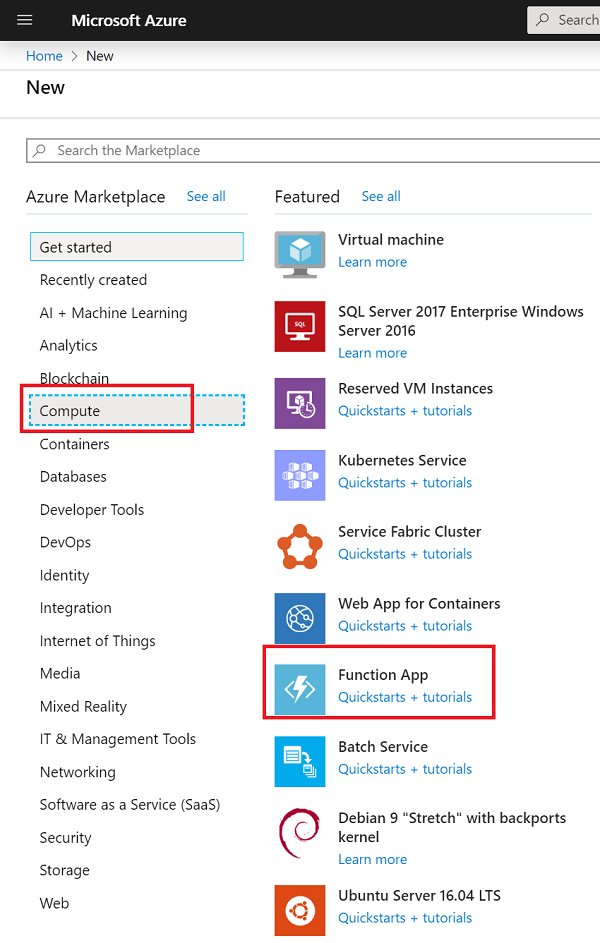 Microsoft Azure
Search
Home > New
New
Search the Marketplace
Azure Marketplace See all
Get started
Recently created
AI + Machine Learning
Analytics
Blockchain
Compute
Containers
Databases
Developer Tools
DevOps
Identity
Integration
Internet of Things
Media
Mixed Reality
IT & Management Tools
Networking
Software as a Service (SaaS)
Security
Storage
Web
Featured See all
Virtual machine
Learn more
SQL
SQL Server 2017 Enterprise Windows
Server 2016
Learn more
Reserved VM Instances
Quickstarts + tutorials
Kubernetes Service
Quickstarts + tutorials
Service Fabric Cluster
Quickstarts + tutorials
Web App for Containers
Quickstarts + tutorials
Function App
Quickstarts + tutorials
Batch Service
Quickstarts + tutorials
Debian 9 "Stretch" with backports
kernel
Learn more
Ubuntu Server 16.04 LTS
Quickstarts + tutorials